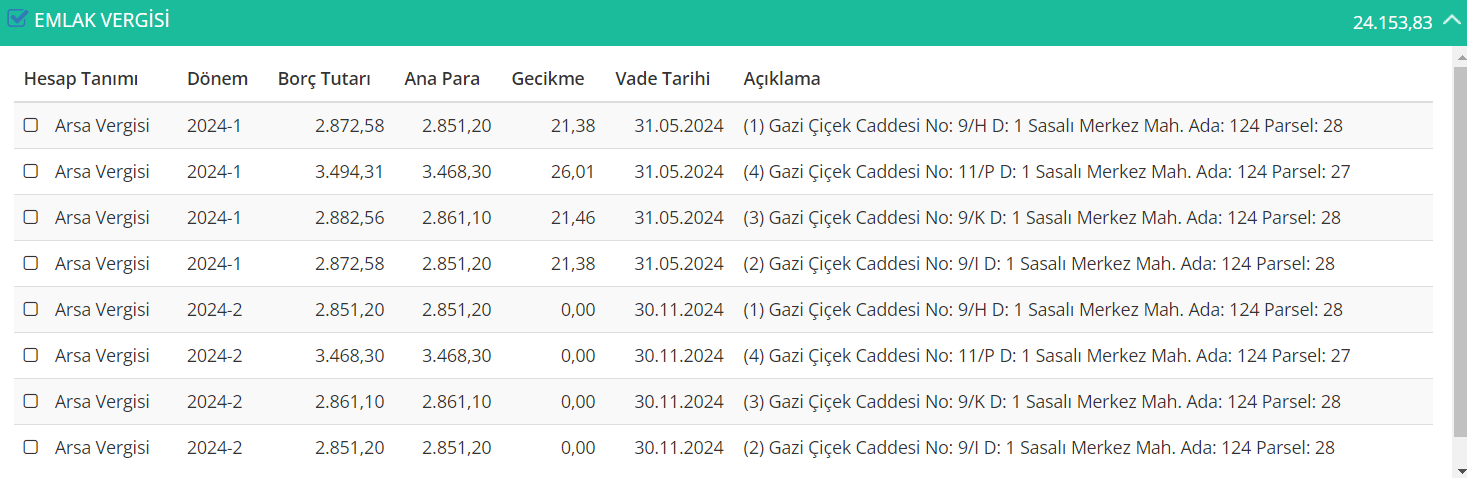 EMLAK VERGİSİ 24.153,83
Hesap Tanımı Dönem Borç Tutarı Ana Para Gecikme Vade Tarihi Açıklama
Arsa Vergisi 2024-1 2.872,58 2.851,20 21,38 31.05.2024 (1) Gazi Çiçek Caddesi No: 9/H D: 1 Sasalı Merkez Mah. Ada: 124 Parsel: 28
Arsa Vergisi 2024-1 3.494,31 3.468,30 26,01 31.05.2024 (4) Gazi Çiçek Caddesi No: 11/P D: 1 Sasalı Merkez Mah. Ada: 124 Parsel: 27
Arsa Vergisi 2024-1 2.882,56 2.861,10 21,46 31.05.2024 (3) Gazi Çiçek Caddesi No: 9/K D: 1 Sasalı Merkez Mah. Ada: 124 Parsel: 28
Arsa Vergisi 2024-1 2.872,58 2.851,20 21,38 31.05.2024 (2) Gazi Çiçek Caddesi No: 9/I D: 1 Sasalı Merkez Mah. Ada: 124 Parsel: 28
Arsa Vergisi 2024-2 2.851,20 2.851,20 0,00 30.11.2024 (1) Gazi Çiçek Caddesi No: 9/H D: 1 Sasalı Merkez Mah. Ada: 124 Parsel: 28
Arsa Vergisi 2024-2 3.468,30 3.468,30 0,00 30.11.2024 (4) Gazi Çiçek Caddesi No: 11/P D: 1 Sasalı Merkez Mah. Ada: 124 Parsel: 27
Arsa Vergisi 2024-2 2.861,10 2.861,10 0,00 30.11.2024 (3) Gazi Çiçek Caddesi No: 9/K D: 1 Sasalı Merkez Mah. Ada: 124 Parsel: 28
Arsa Vergisi 2024-2 2.851,20 2.851,20 0,00 30.11.2024 (2) Gazi Çiçek Caddesi No: 9/I D: 1 Sasalı Merkez Mah. Ada: 124 Parsel: 28